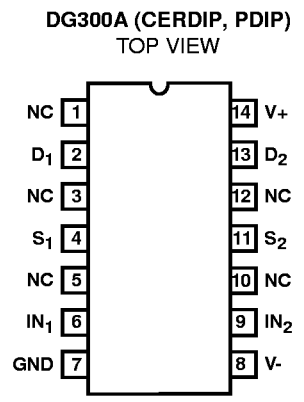 DG300A (CERDIP, PDIP)
TOP VIEW
NC 1 14 V+
D1 2 13 D2
NC 3 12 NC
S1 4 11 S2
NC 5 10 NC
IN1 6 9 IN2
GND 7 8 V-